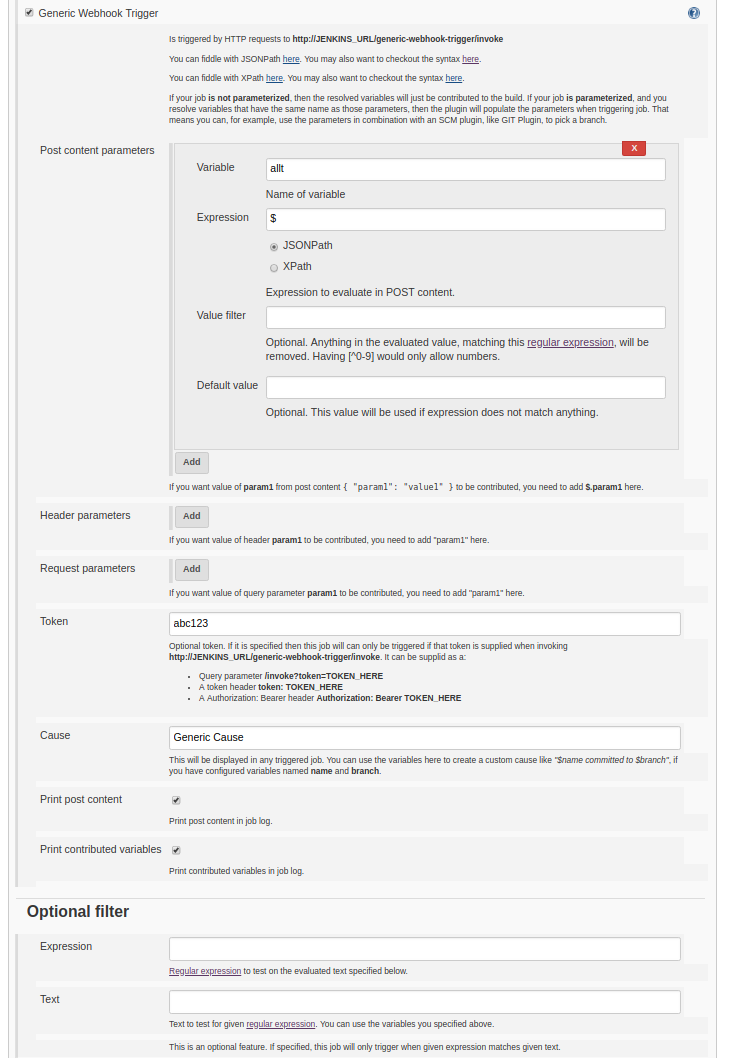 Generic Webhook Trigger
Is triggered by HTTP requests to http://JENKINS_URL/generic-webhook-trigger/invoke
You can fiddle with JSONPath here. You may also want to checkout the syntax here.
You can fiddle with XPath here. You may also want to checkout the syntax here.
If your job is not parameterized, then the resolved variables will just be contributed to the build. If your job is parameterized, and you
resolve variables that have the same name as those parameters, then the plugin will populate the parameters when triggering job. That
means you can, for example, use the parameters in combination with an SCM plugin, like GIT Plugin, to pick a branch.
Post content parameters
X
Variable
allt
Name of variable
Expression
$
JSONPath
XPath
Expression to evaluate in POST content.
Value filter
Optional. Anything in the evaluated value, matching this regular expression, will be
removed. Having [^0-9] would only allow numbers.
Default value
Optional. This value will be used if expression does not match anything.
Add
If you want value of param1 from post content { "param1": "value1" } to be contributed, you need to add $.param1 here.
Header parameters
Add
If you want value of header param1 to be contributed, you need to add "param1" here.
Request parameters
Add
If you want value of query parameter param1 to be contributed, you need to add "param1" here.
Token
abc123
Optional token. If it is specified then this job will can only be triggered if that token is supplied when invoking
http://JENKINS_URL/generic-webhook-trigger/invoke. It can be supplid as a:
• Query parameter /invoke?token=TOKEN_HERE
• A token header token: TOKEN_HERE
• A Authorization: Bearer header Authorization: Bearer TOKEN_HERE
Cause
Generic Cause
This will be displayed in any triggered job. You can use the variables here to create a custom cause like "$name committed to $branch", if
you have configured variables named name and branch.
Print post content
Print post content in job log.
Print contributed variables
Print contributed variables in job log.
Optional filter
Expression
Regular expression to test on the evaluated text specified below.
Text
Text to test for given regular expression. You can use the variables you specified above.
This is an optional feature. If specified, this job will only trigger when given expression matches given text.